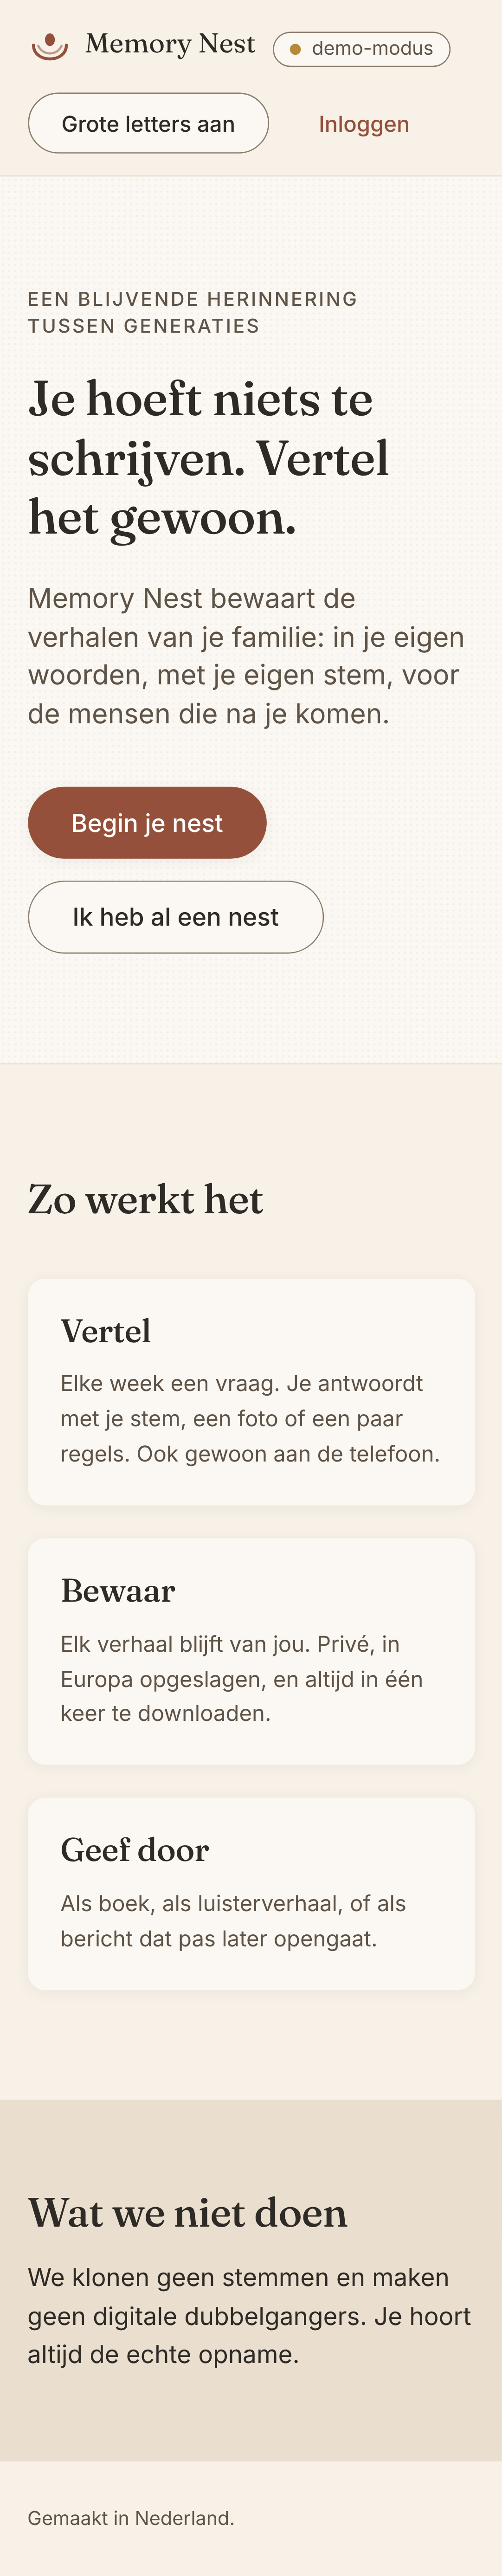 Memory Nest
demo-modus
Grote letters aan
Inloggen
EEN BLIJVENDE HERINNERING
TUSSEN GENERATIES
Je hoeft niets te
schrijven. Vertel
het gewoon.
Memory Nest bewaart de
verhalen van je familie: in je eigen
woorden, met je eigen stem, voor
de mensen die na je komen.
Begin je nest
Ik heb al een nest
Zo werkt het
Vertel
Elke week een vraag. Je antwoordt
met je stem, een foto of een paar
regels. Ook gewoon aan de telefoon.
Bewaar
Elk verhaal blijft van jou. Privé, in
Europa opgeslagen, en altijd in één
keer te downloaden.
Geef door
Als boek, als luisterverhaal, of als
bericht dat pas later opengaat.
Wat we niet doen
We klonen geen stemmen en maken
geen digitale dubbelgangers. Je hoort
altijd de echte opname.
Gemaakt in Nederland.